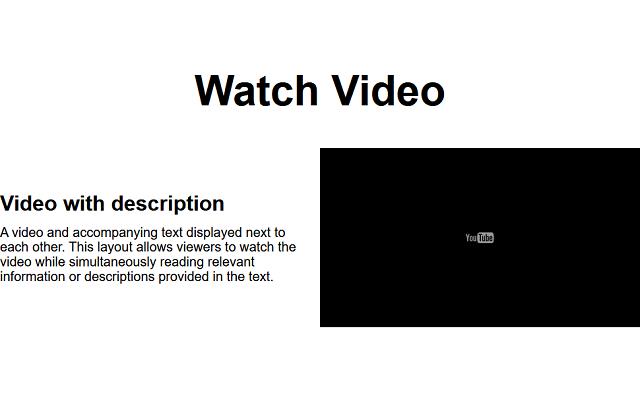 Watch Video
Video with description
A video and accompanying text displayed next to
each other. This layout allows viewers to watch the
video while simultaneously reading relevant
information or descriptions provided in the text.
YouTube